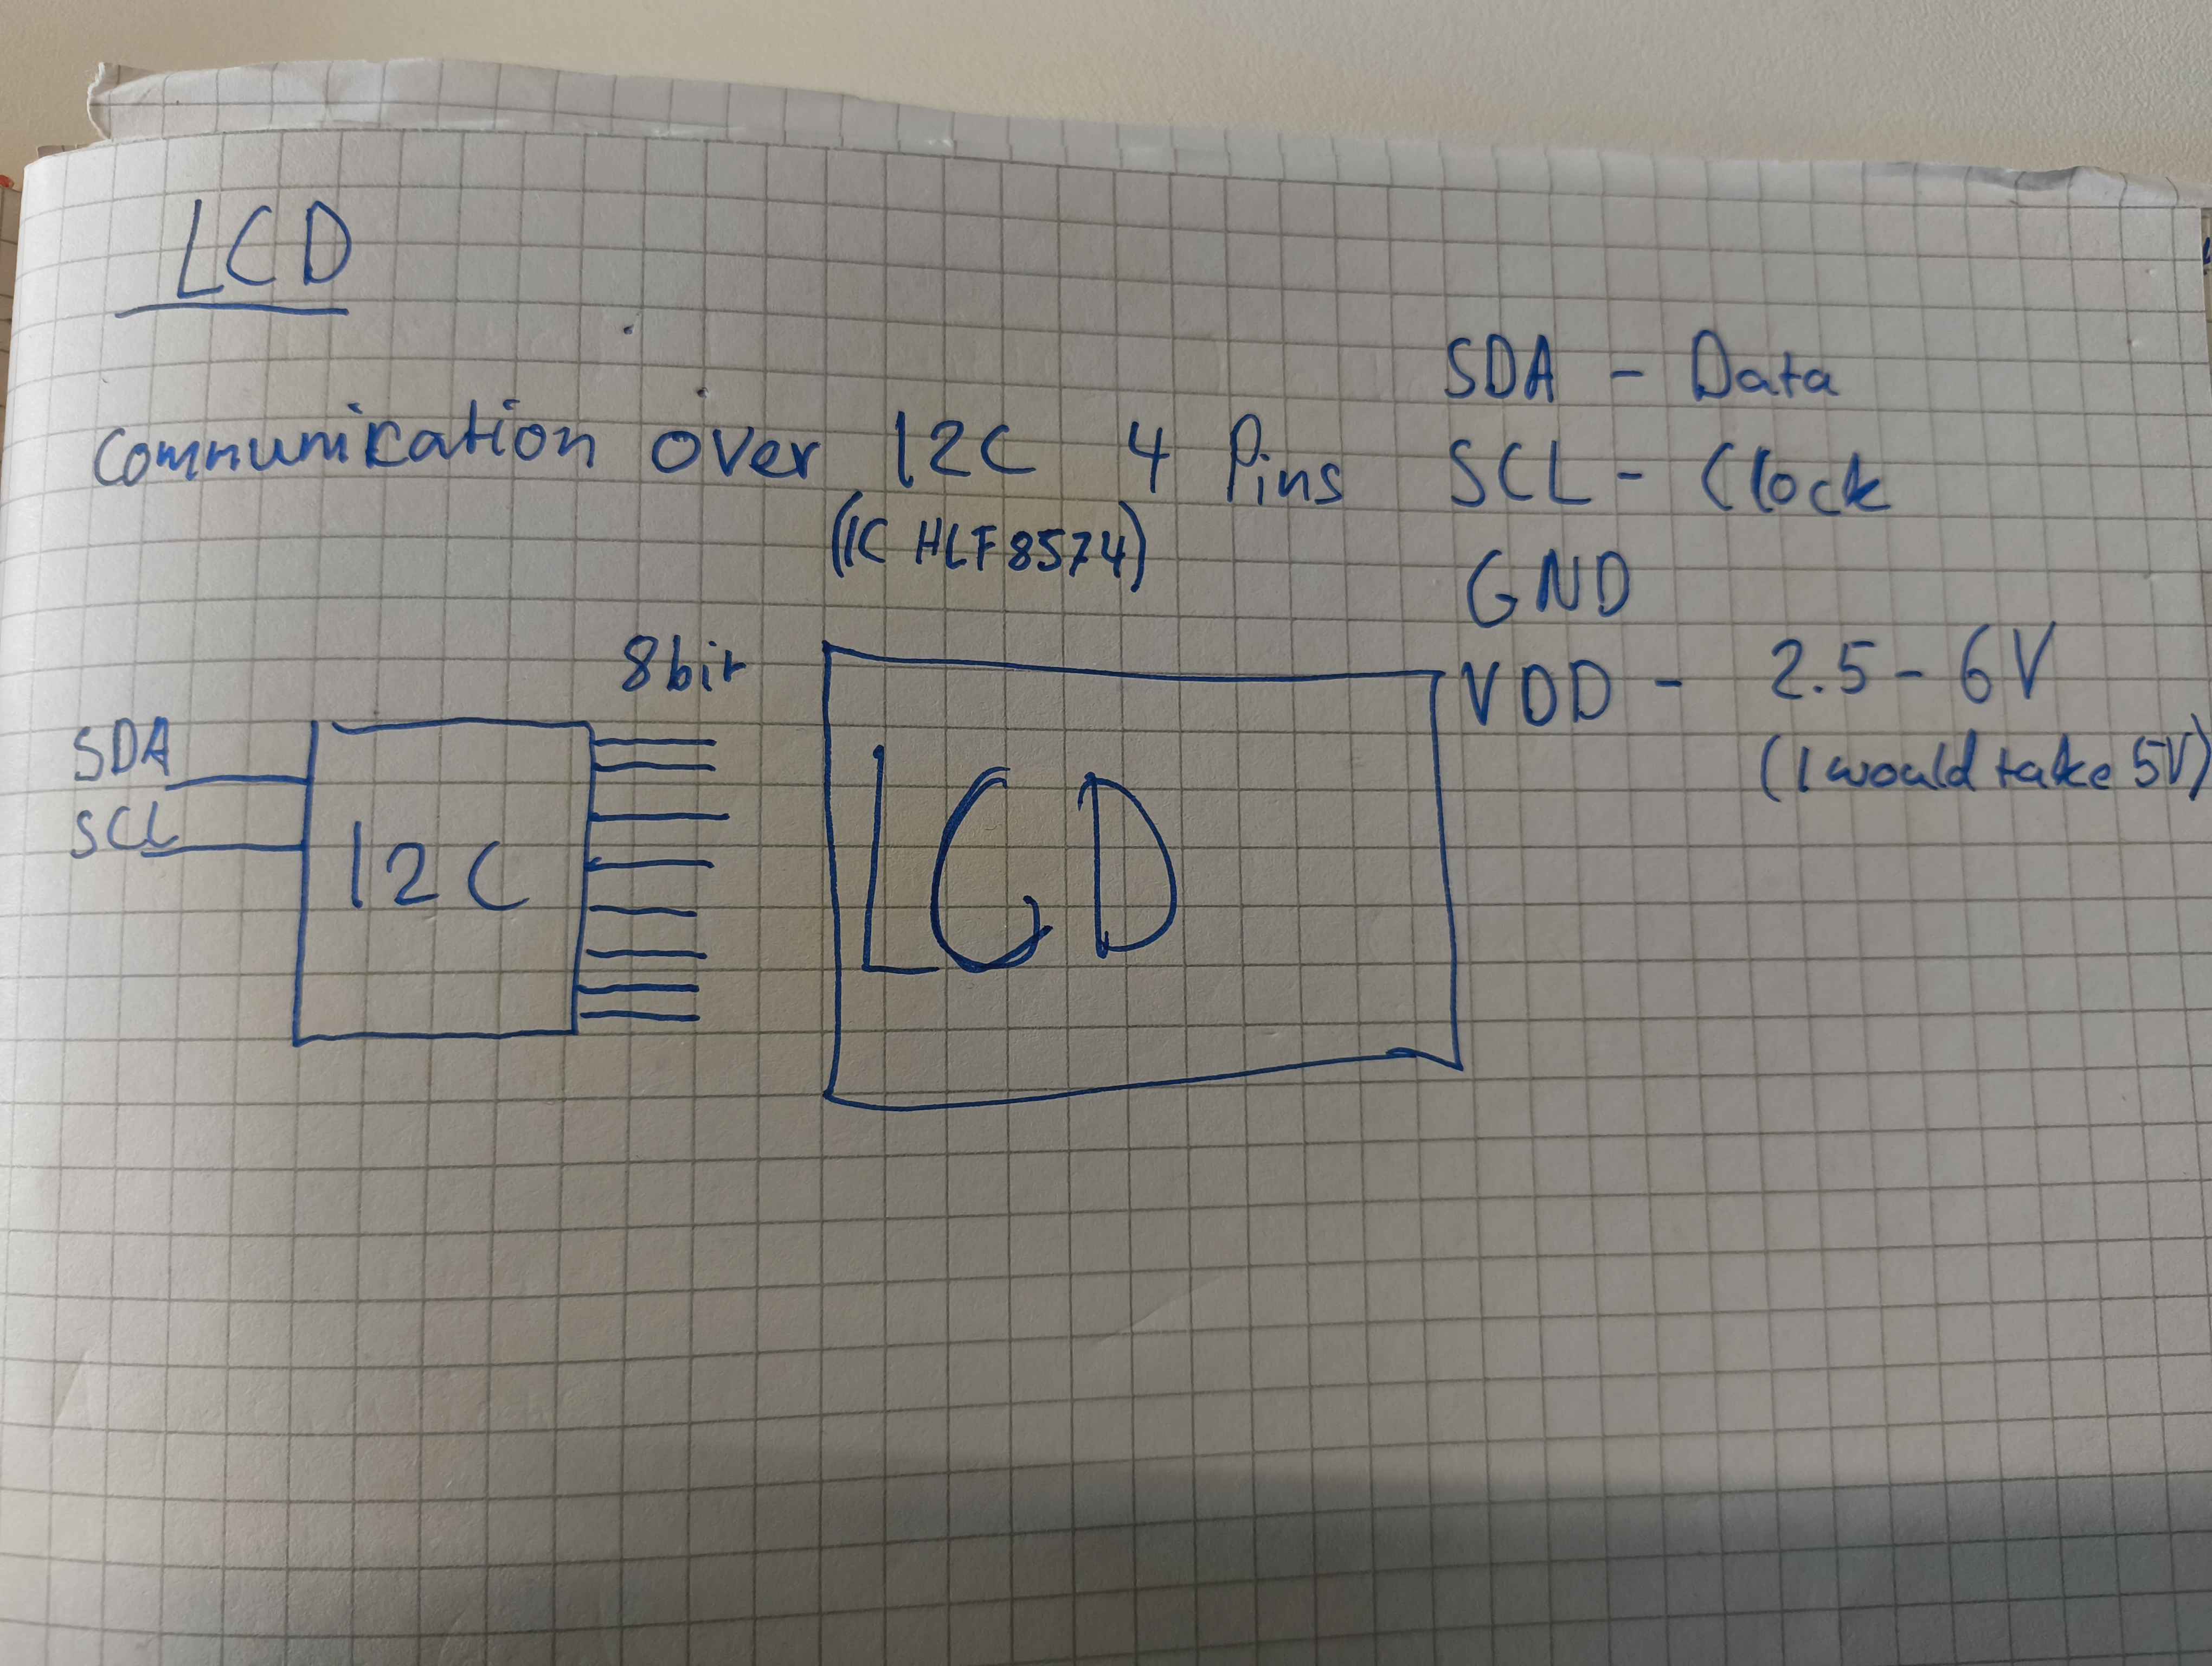 LCD
Communication over I2C 4 Pins
(IC HLF8574)
SDA - Data
SCL - Clock
GND
VDD - 2.5 - 6V
(I would take 5V)
8bit
SDA
SCL
I2C
LCD